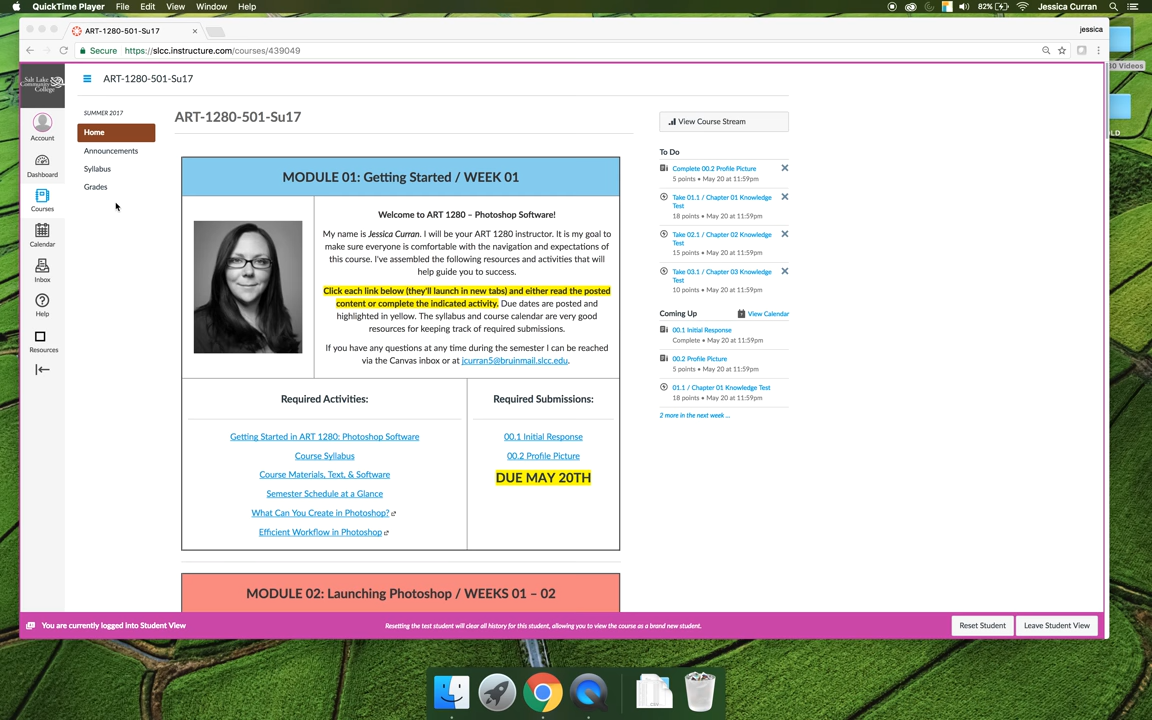 QuickTime Player File Edit View Window Help
82% Jessica Curran
ART-1280-501-Su17
jessica
Secure https://slcc.instructure.com/courses/439049
Salt Lake
Community
College
ART-1280-501-Su17
Account
Dashboard
Courses
Calendar
Inbox
Help
Resources
SUMMER 2017
Home
Announcements
Syllabus
Grades
ART-1280-501-Su17
MODULE 01: Getting Started / WEEK 01
Welcome to ART 1280 – Photoshop Software!
My name is Jessica Curran. I will be your ART 1280 instructor. It is my goal to
make sure everyone is comfortable with the navigation and expectations of
this course. I've assembled the following resources and activities that will
help guide you to success.
Click each link below (they'll launch in new tabs) and either read the posted
content or complete the indicated activity. Due dates are posted and
highlighted in yellow. The syllabus and course calendar are very good
resources for keeping track of required submissions.
If you have any questions at any time during the semester I can be reached
via the Canvas inbox or at jcurran5@bruinmail.slcc.edu.
Required Activities:
Getting Started in ART 1280: Photoshop Software
Course Syllabus
Course Materials, Text, & Software
Semester Schedule at a Glance
What Can You Create in Photoshop?
Efficient Workflow in Photoshop
Required Submissions:
00.1 Initial Response
00.2 Profile Picture
DUE MAY 20TH
MODULE 02: Launching Photoshop / WEEKS 01 – 02
View Course Stream
To Do
Complete 00.2 Profile Picture
5 points • May 20 at 11:59pm
Take 01.1 / Chapter 01 Knowledge
Test
18 points • May 20 at 11:59pm
Take 02.1 / Chapter 02 Knowledge
Test
15 points • May 20 at 11:59pm
Take 03.1 / Chapter 03 Knowledge
Test
10 points • May 20 at 11:59pm
Coming Up View Calendar
00.1 Initial Response
Complete • May 20 at 11:59pm
00.2 Profile Picture
5 points • May 20 at 11:59pm
01.1 / Chapter 01 Knowledge Test
18 points • May 20 at 11:59pm
2 more in the next week ...
You are currently logged into Student View
Resetting the test student will clear all history for this student, allowing you to view the course as a brand new student.
Reset Student
Leave Student View